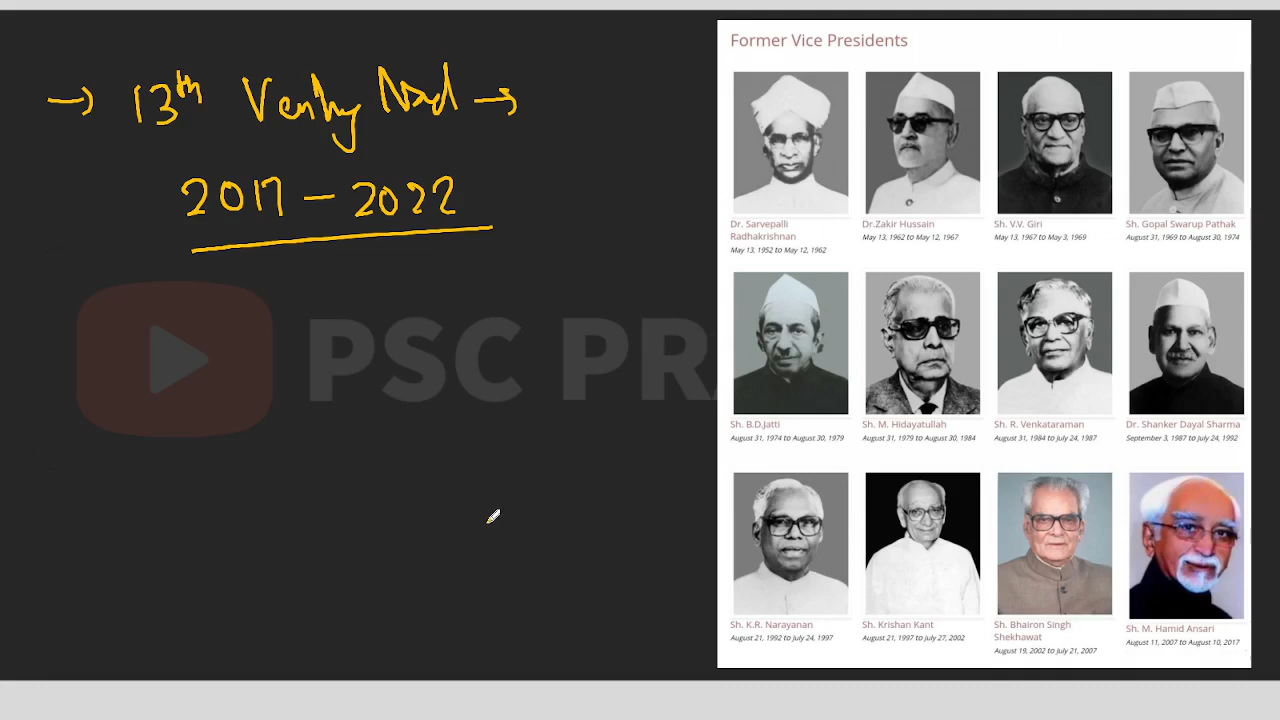 → 13th Venky Naid →
2017 - 2022
PSC PRA
Former Vice Presidents
Dr. Sarvepalli
Radhakrishnan
May 13, 1952 to May 12, 1962
Dr.Zakir Hussain
May 13, 1962 to May 12, 1967
Sh. V.V. Giri
May 13, 1967 to May 3, 1969
Sh. Gopal Swarup Pathak
August 31, 1969 to August 30, 1974
Sh. B.D.Jatti
August 31, 1974 to August 30, 1979
Sh. M. Hidayatullah
August 31, 1979 to August 30, 1984
Sh. R. Venkataraman
August 31, 1984 to July 24, 1987
Dr. Shanker Dayal Sharma
September 3, 1987 to July 24, 1992
Sh. K.R. Narayanan
August 21, 1992 to July 24, 1997
Sh. Krishan Kant
August 21, 1997 to July 27, 2002
Sh. Bhairon Singh
Shekhawat
August 19, 2002 to July 21, 2007
Sh. M. Hamid Ansari
August 11, 2007 to August 10, 2017